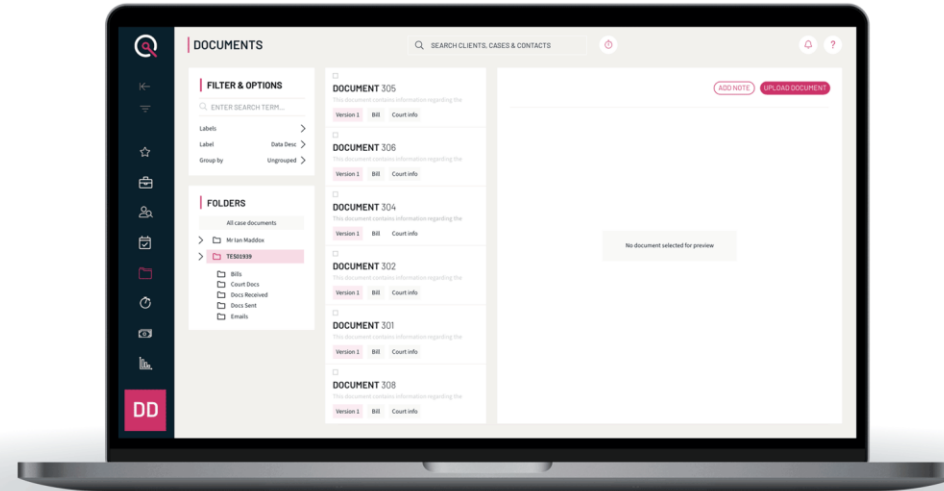 DOCUMENTS
SEARCH CLIENTS, CASES & CONTACTS
?
FILTER & OPTIONS
ENTER SEARCH TERM...
Labels
Label Data Desc
Group by Ungrouped
FOLDERS
All case documents
Mr Ian Maddox
TES01939
Bills
Court Docs
Docs Received
Docs Sent
Emails
DD
DOCUMENT 305
This document contains information regarding the
Version 1 Bill Court info
DOCUMENT 306
This document contains information regarding the
Version 1 Bill Court info
DOCUMENT 304
This document contains information regarding the
Version 1 Bill Court info
DOCUMENT 302
This document contains information regarding the
Version 1 Bill Court info
DOCUMENT 301
This document contains information regarding the
Version 1 Bill Court info
DOCUMENT 308
This document contains information regarding the
Version 1 Bill Court info
ADD NOTE UPLOAD DOCUMENT
No document selected for preview